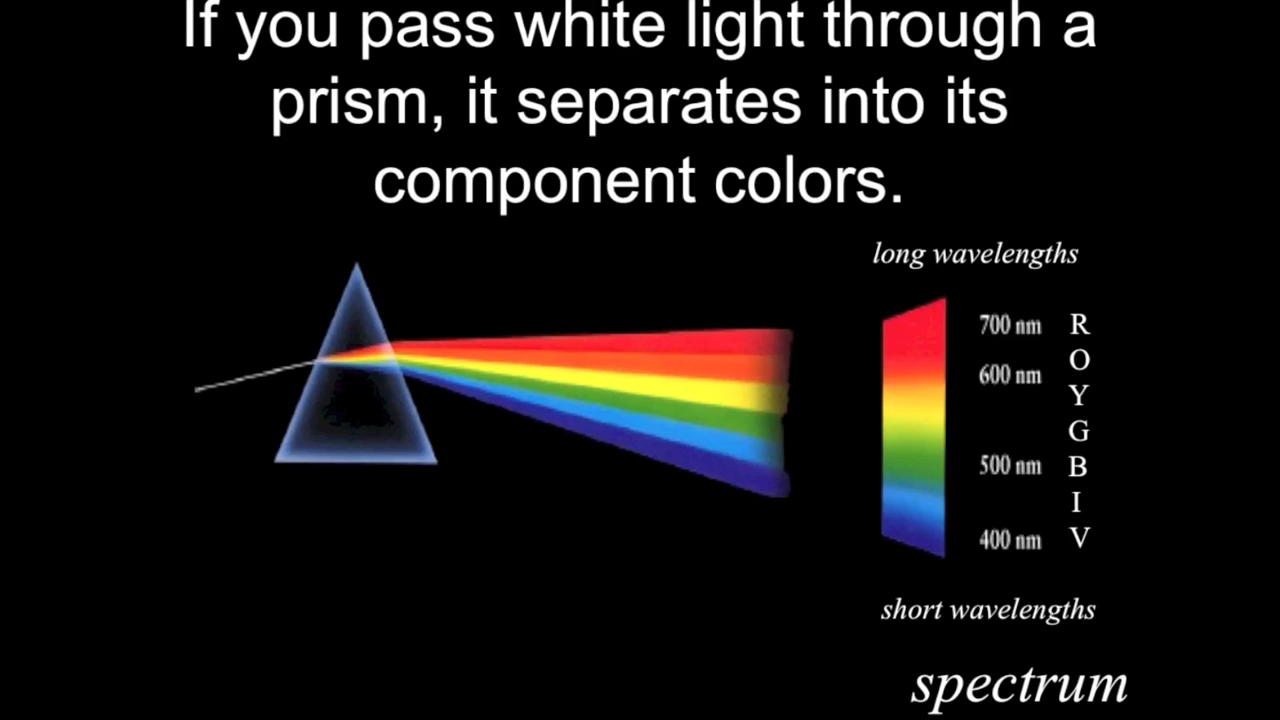 If you pass white light through a
prism, it separates into its
component colors.
long wavelengths
700 nm R
O
600 nm
Y
G
500 nm B
I
400 nm V
short wavelengths
spectrum